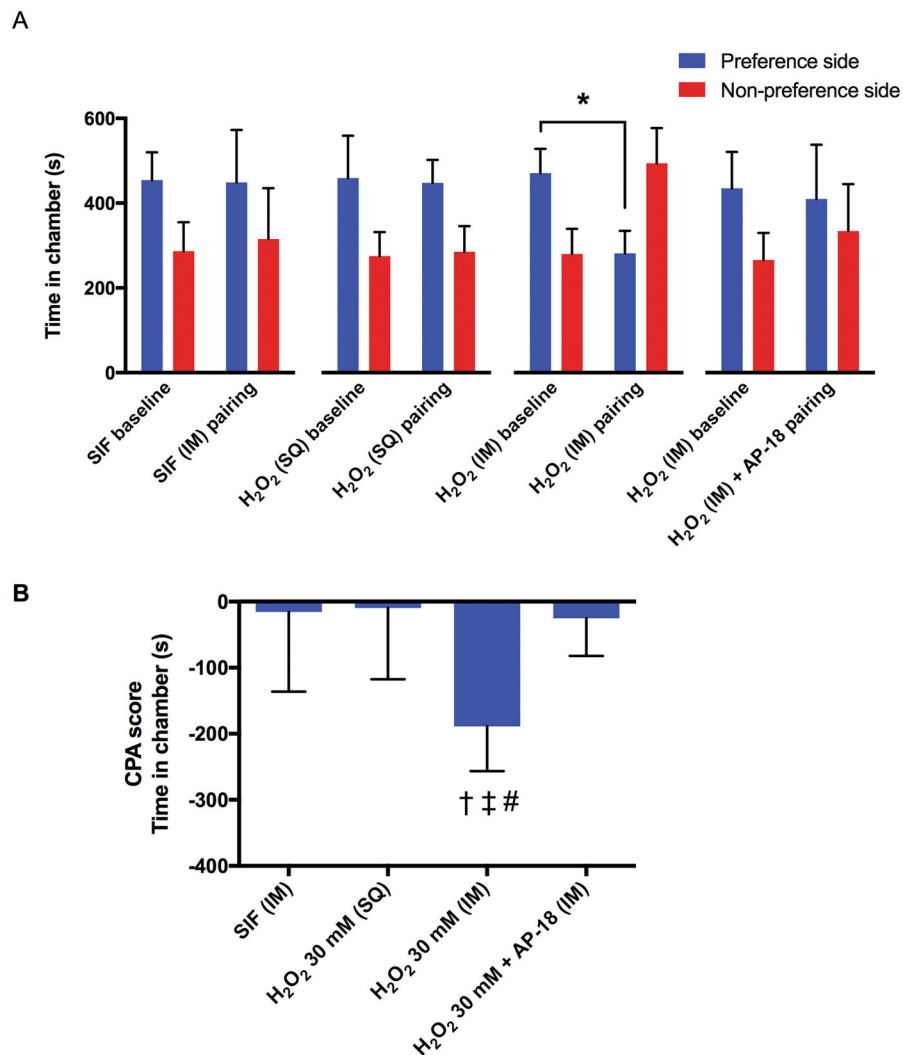 A
Preference side
Non-preference side
*
Time in chamber (s)
600
400
200
0
SIF baseline
SIF (IM) pairing
H₂O₂ (SQ) baseline
H₂O₂ (SQ) pairing
H₂O₂ (IM) baseline
H₂O₂ (IM) pairing
H₂O₂ (IM) baseline
H₂O₂ (IM) + AP-18 pairing
B
CPA score
Time in chamber (s)
0
-100
-200
-300
-400
†‡#
SIF (IM)
H₂O₂ 30 mM (SQ)
H₂O₂ 30 mM (IM)
H₂O₂ 30 mM + AP-18 (IM)